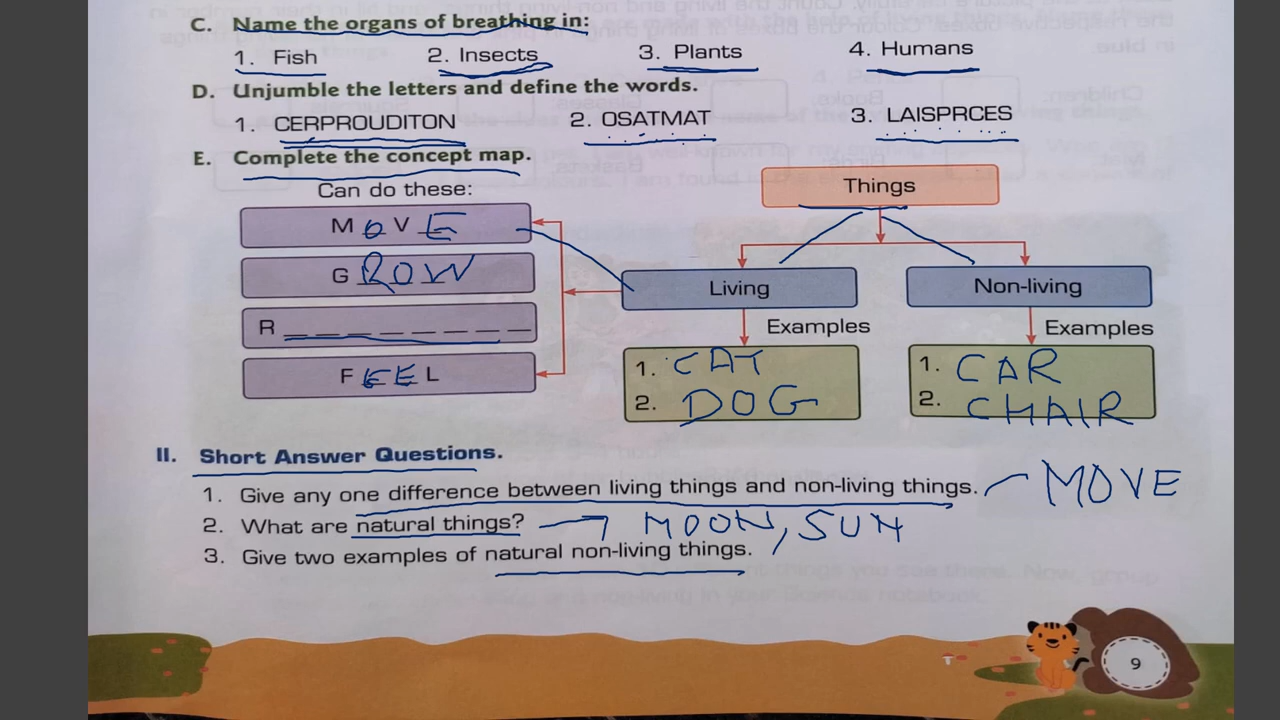 C. Name the organs of breathing in:
1. Fish 2. Insects 3. Plants 4. Humans
D. Unjumble the letters and define the words.
1. CERPROUDITON 2. OSATMAT 3. LAISPRCES
E. Complete the concept map.
Can do these:
Things
MOVE
GROW
R _ _ _ _ _ _ _ _
FEEL
Living
Non-living
Examples
Examples
1. CAT
2. DOG
1. CAR
2. CHAIR
II. Short Answer Questions.
1. Give any one difference between living things and non-living things. MOVE
2. What are natural things? → MOON, SUN
3. Give two examples of natural non-living things.
9